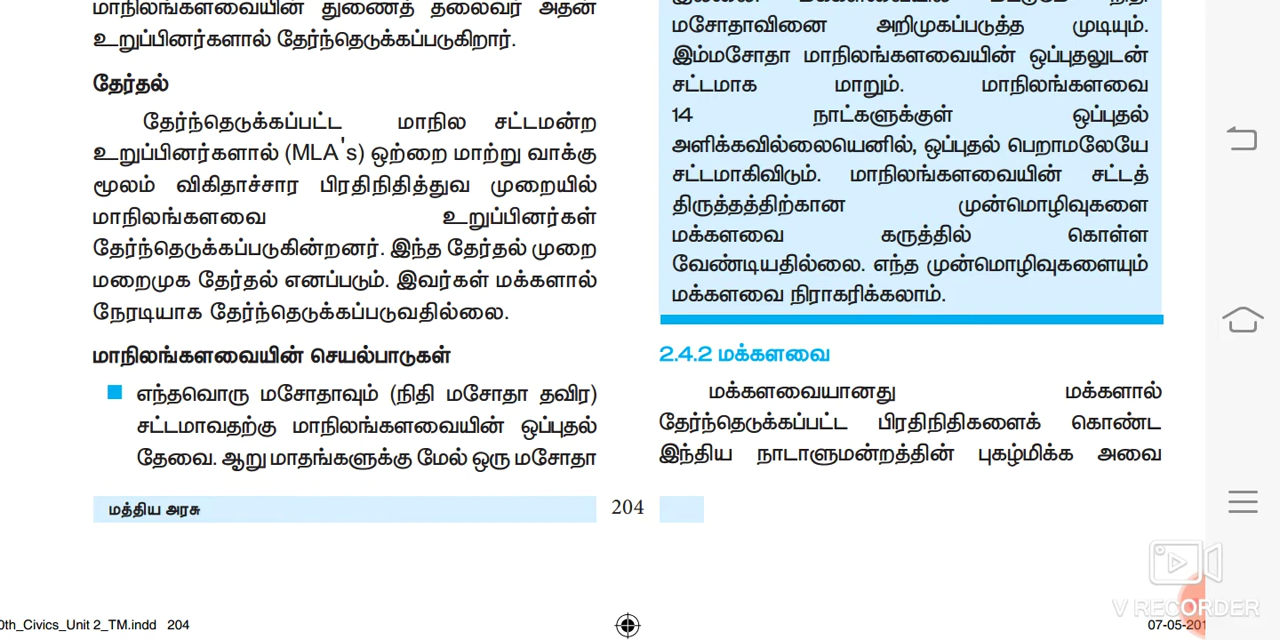 மாநிலங்களவையின் துணைத் தலைவர் அதன்
உறுப்பினர்களால் தேர்ந்தெடுக்கப்படுகிறார்.
தேர்தல்
தேர்ந்தெடுக்கப்பட்ட மாநில சட்டமன்ற
உறுப்பினர்களால் (MLA's) ஒற்றை மாற்று வாக்கு
மூலம் விகிதாச்சார பிரதிநிதித்துவ முறையில்
மாநிலங்களவை உறுப்பினர்கள்
தேர்ந்தெடுக்கப்படுகின்றனர். இந்த தேர்தல் முறை
மறைமுக தேர்தல் எனப்படும். இவர்கள் மக்களால்
நேரடியாக தேர்ந்தெடுக்கப்படுவதில்லை.
மாநிலங்களவையின் செயல்பாடுகள்
எந்தவொரு மசோதாவும் (நிதி மசோதா தவிர)
சட்டமாவதற்கு மாநிலங்களவையின் ஒப்புதல்
தேவை. ஆறு மாதங்களுக்கு மேல் ஒரு மசோதா
மசோதாவினை அறிமுகப்படுத்த முடியும்.
இம்மசோதா மாநிலங்களவையின் ஒப்புதலுடன்
சட்டமாக மாறும். மாநிலங்களவை
14 நாட்களுக்குள் ஒப்புதல்
அளிக்கவில்லையெனில், ஒப்புதல் பெறாமலேயே
சட்டமாகிவிடும். மாநிலங்களவையின் சட்டத்
திருத்தத்திற்கான முன்மொழிவுகளை
மக்களவை கருத்தில் கொள்ள
வேண்டியதில்லை. எந்த முன்மொழிவுகளையும்
மக்களவை நிராகரிக்கலாம்.
2.4.2 மக்களவை
மக்களவையானது மக்களால்
தேர்ந்தெடுக்கப்பட்ட பிரதிநிதிகளைக் கொண்ட
இந்திய நாடாளுமன்றத்தின் புகழ்மிக்க அவை
மத்திய அரசு
204
0th_Civics_Unit 2_TM.indd 204
07-05-201
V RECORDER